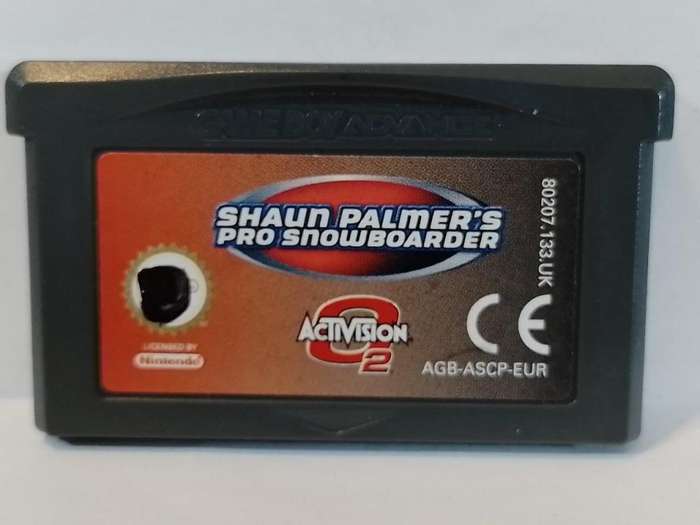 GAME BOY ADVANCE
SHAUN PALMER'S
PRO SNOWBOARDER
80207.133.UK
ACTIVISION
O2
CE
AGB-ASCP-EUR
LICENSED BY
Nintendo